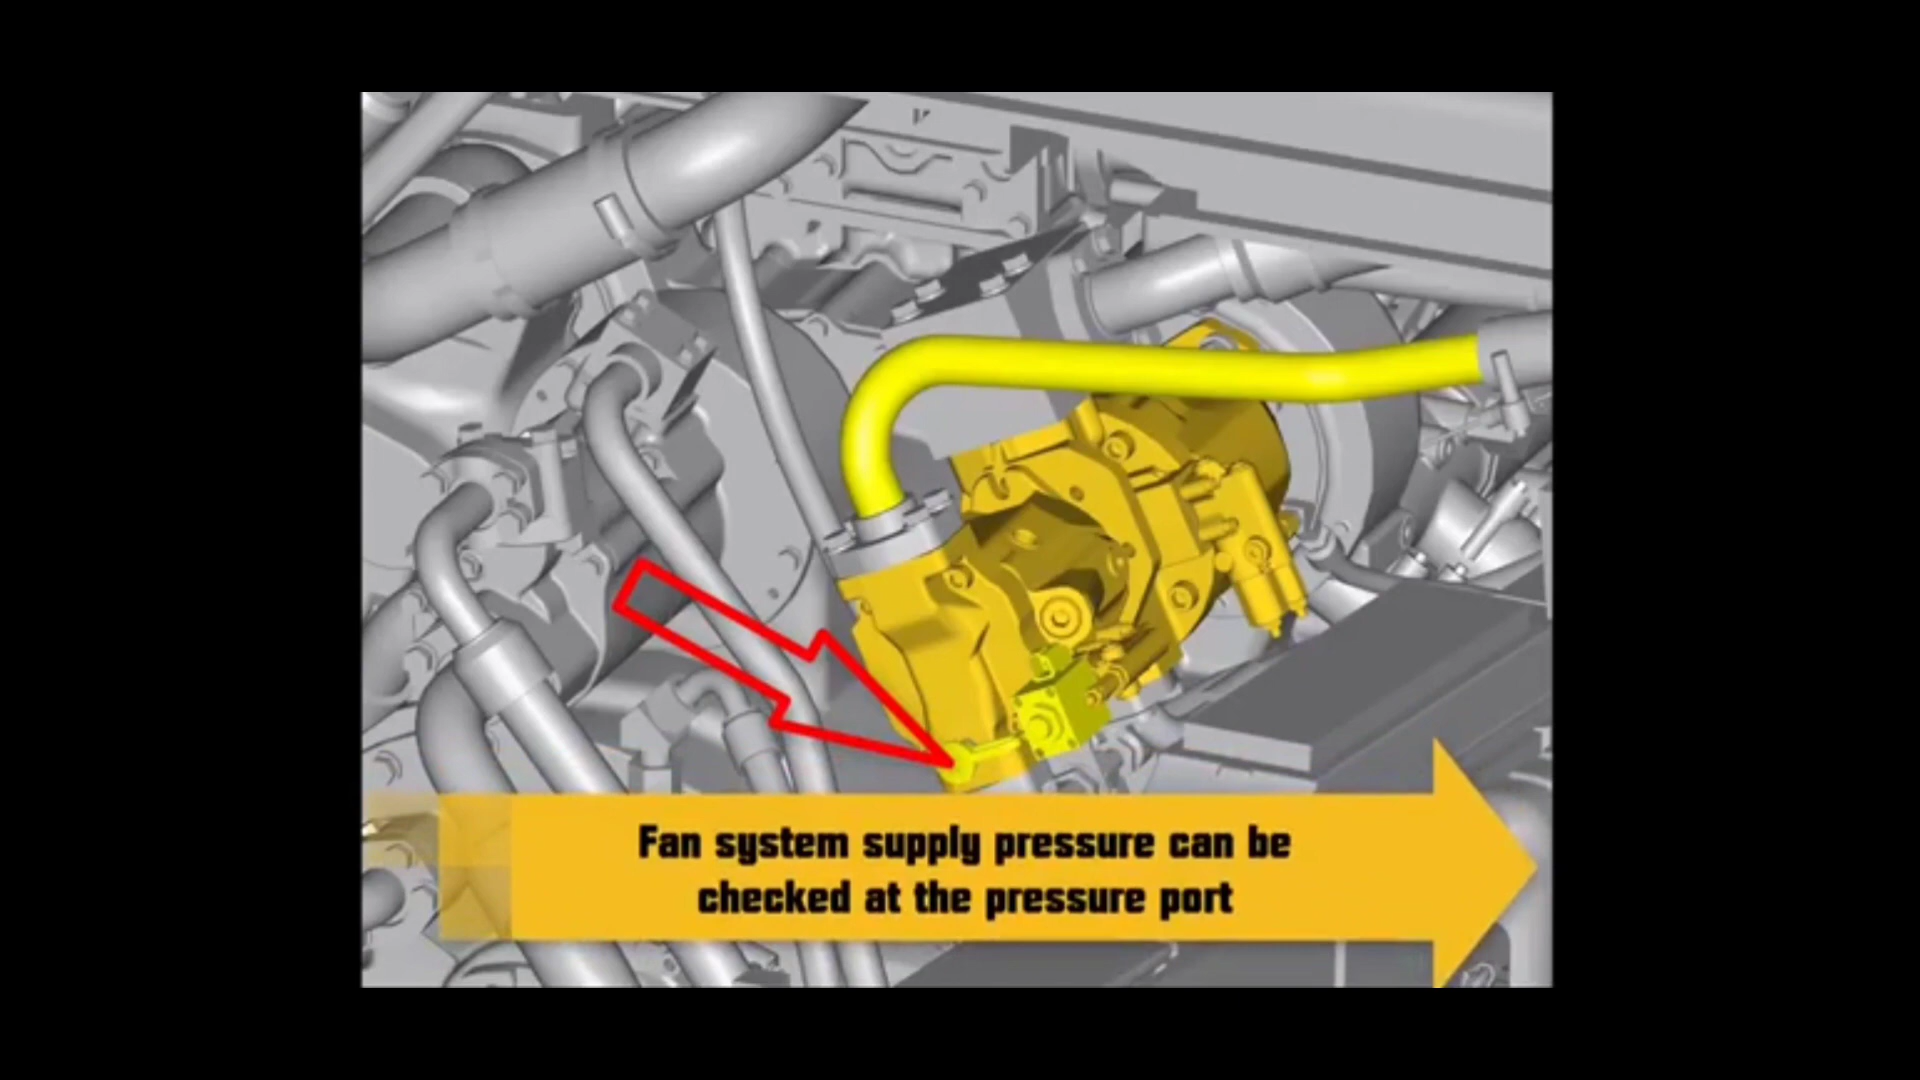 Fan system supply pressure can be
checked at the pressure port